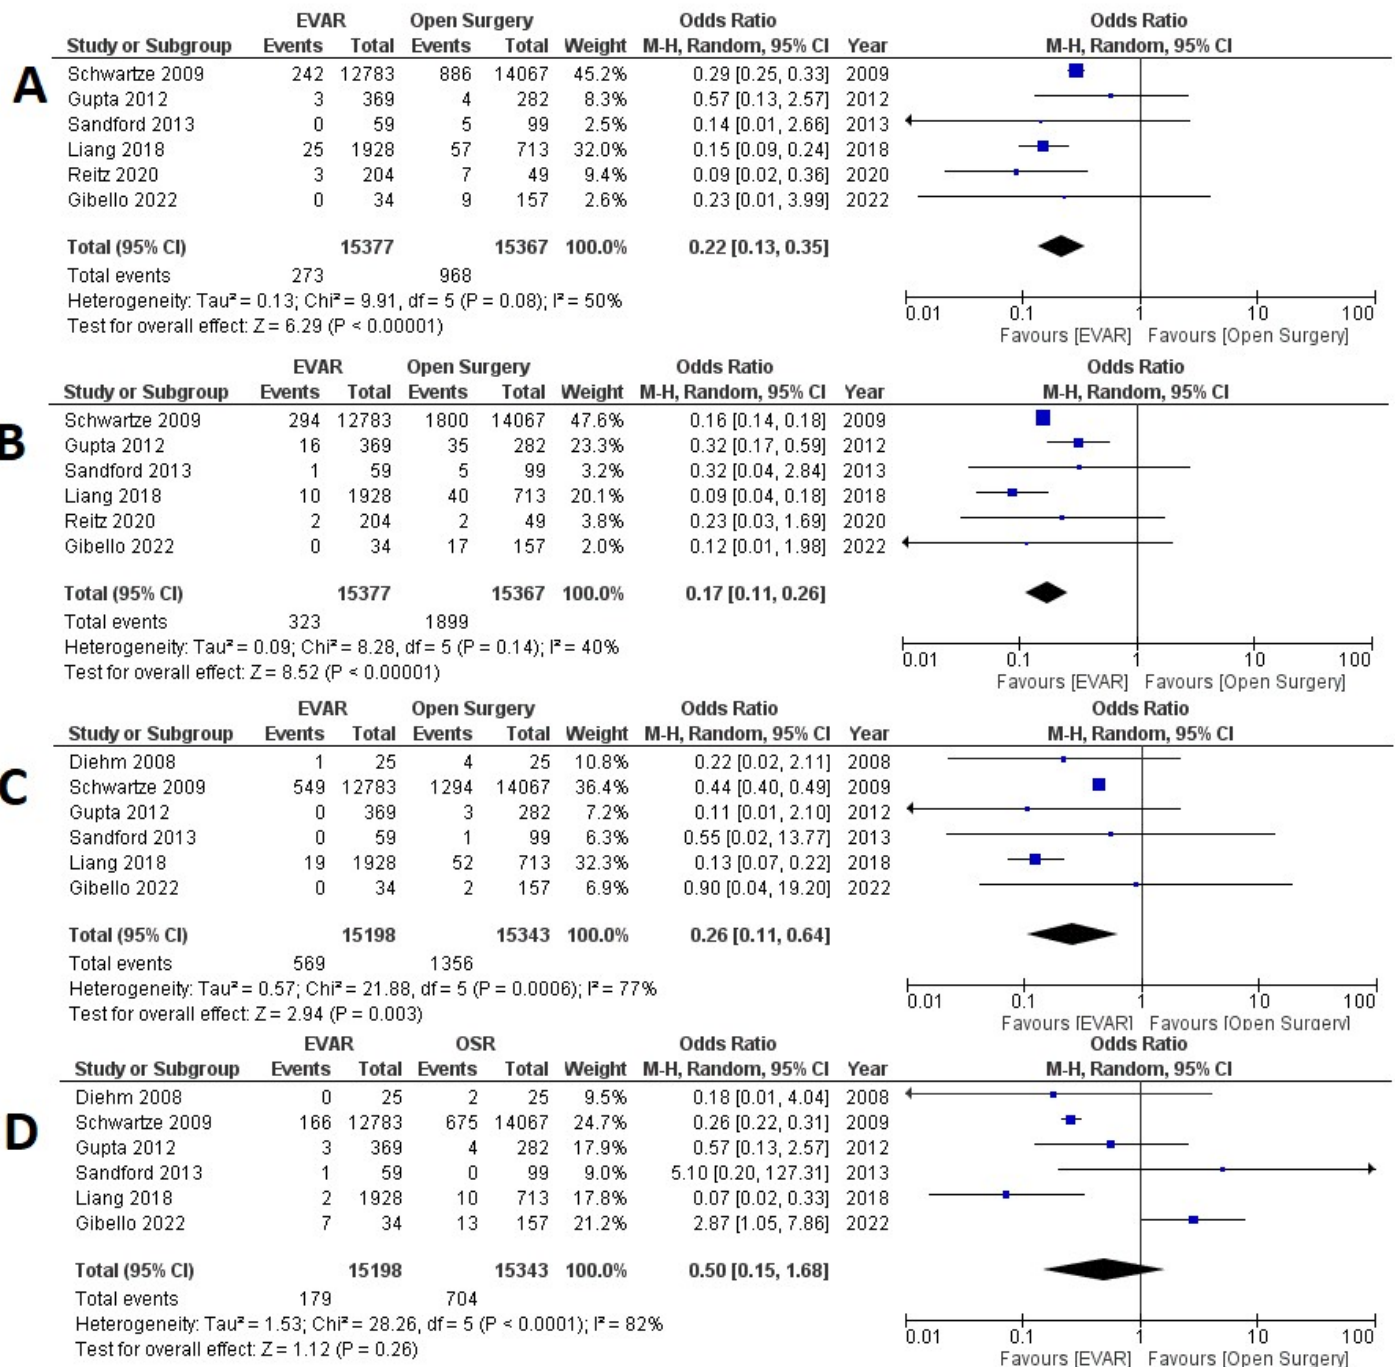 EVAR Open Surgery Odds Ratio Odds Ratio
Study or Subgroup Events Total Events Total Weight M-H, Random, 95% CI Year M-H, Random, 95% CI
A
Schwartze 2009 242 12783 886 14067 45.2% 0.29 [0.25, 0.33] 2009
Gupta 2012 3 369 4 282 8.3% 0.57 [0.13, 2.57] 2012
Sandford 2013 0 59 5 99 2.5% 0.14 [0.01, 2.66] 2013
Liang 2018 25 1928 57 713 32.0% 0.15 [0.09, 0.24] 2018
Reitz 2020 3 204 7 49 9.4% 0.09 [0.02, 0.36] 2020
Gibello 2022 0 34 9 157 2.6% 0.23 [0.01, 3.99] 2022
Total (95% CI) 15377 15367 100.0% 0.22 [0.13, 0.35]
Total events 273 968
Heterogeneity: Tau² = 0.13; Chi² = 9.91, df = 5 (P = 0.08); I² = 50%
Test for overall effect: Z = 6.29 (P < 0.00001)
0.01 0.1 1 10 100
Favours [EVAR] Favours [Open Surgery]
EVAR Open Surgery Odds Ratio Odds Ratio
Study or Subgroup Events Total Events Total Weight M-H, Random, 95% CI Year M-H, Random, 95% CI
B
Schwartze 2009 294 12783 1800 14067 47.6% 0.16 [0.14, 0.18] 2009
Gupta 2012 16 369 35 282 23.3% 0.32 [0.17, 0.59] 2012
Sandford 2013 1 59 5 99 3.2% 0.32 [0.04, 2.84] 2013
Liang 2018 10 1928 40 713 20.1% 0.09 [0.04, 0.18] 2018
Reitz 2020 2 204 2 49 3.8% 0.23 [0.03, 1.69] 2020
Gibello 2022 0 34 17 157 2.0% 0.12 [0.01, 1.98] 2022
Total (95% CI) 15377 15367 100.0% 0.17 [0.11, 0.26]
Total events 323 1899
Heterogeneity: Tau² = 0.09; Chi² = 8.28, df = 5 (P = 0.14); I² = 40%
Test for overall effect: Z = 8.52 (P < 0.00001)
0.01 0.1 1 10 100
Favours [EVAR] Favours [Open Surgery]
EVAR Open Surgery Odds Ratio Odds Ratio
Study or Subgroup Events Total Events Total Weight M-H, Random, 95% CI Year M-H, Random, 95% CI
C
Diehm 2008 1 25 4 25 10.8% 0.22 [0.02, 2.11] 2008
Schwartze 2009 549 12783 1294 14067 36.4% 0.44 [0.40, 0.49] 2009
Gupta 2012 0 369 3 282 7.2% 0.11 [0.01, 2.10] 2012
Sandford 2013 0 59 1 99 6.3% 0.55 [0.02, 13.77] 2013
Liang 2018 19 1928 52 713 32.3% 0.13 [0.07, 0.22] 2018
Gibello 2022 0 34 2 157 6.9% 0.90 [0.04, 19.20] 2022
Total (95% CI) 15198 15343 100.0% 0.26 [0.11, 0.64]
Total events 569 1356
Heterogeneity: Tau² = 0.57; Chi² = 21.88, df = 5 (P = 0.0006); I² = 77%
Test for overall effect: Z = 2.94 (P = 0.003)
0.01 0.1 1 10 100
Favours [EVAR] Favours [Open Surgery]
EVAR OSR Odds Ratio Odds Ratio
Study or Subgroup Events Total Events Total Weight M-H, Random, 95% CI Year M-H, Random, 95% CI
D
Diehm 2008 0 25 2 25 9.5% 0.18 [0.01, 4.04] 2008
Schwartze 2009 166 12783 675 14067 24.7% 0.26 [0.22, 0.31] 2009
Gupta 2012 3 369 4 282 17.9% 0.57 [0.13, 2.57] 2012
Sandford 2013 1 59 0 99 9.0% 5.10 [0.20, 127.31] 2013
Liang 2018 2 1928 10 713 17.8% 0.07 [0.02, 0.33] 2018
Gibello 2022 7 34 13 157 21.2% 2.87 [1.05, 7.86] 2022
Total (95% CI) 15198 15343 100.0% 0.50 [0.15, 1.68]
Total events 179 704
Heterogeneity: Tau² = 1.53; Chi² = 28.26, df = 5 (P < 0.0001); I² = 82%
Test for overall effect: Z = 1.12 (P = 0.26)
0.01 0.1 1 10 100
Favours [EVAR] Favours [Open Surgery]